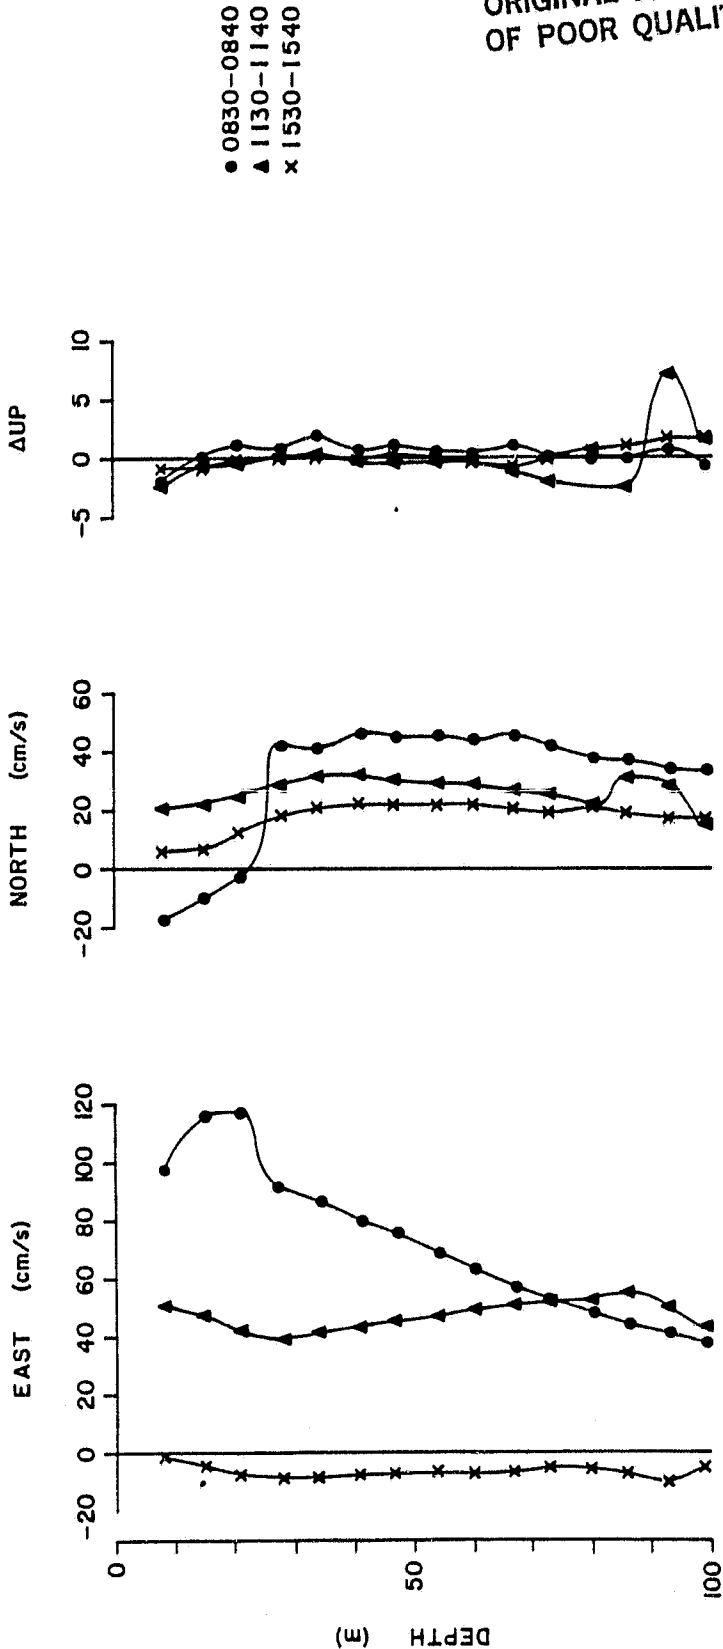 ORIGINAL
OF POOR
● 0830-0840
▲ 1130-1140
× 1530-1540
EAST (cm/s)
-20 0 20 40 60 80 100 120
NORTH (cm/s)
-20 0 20 40 60
ΔUP
-5 0 5 10
DEPTH (m)
0
50
100